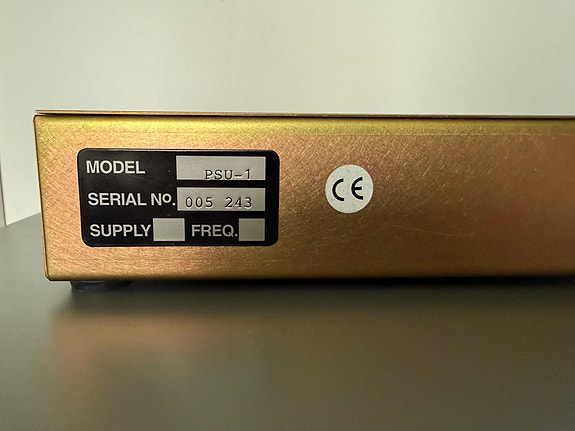 MODEL PSU-1
SERIAL No. 005 243
SUPPLY FREQ.
CE